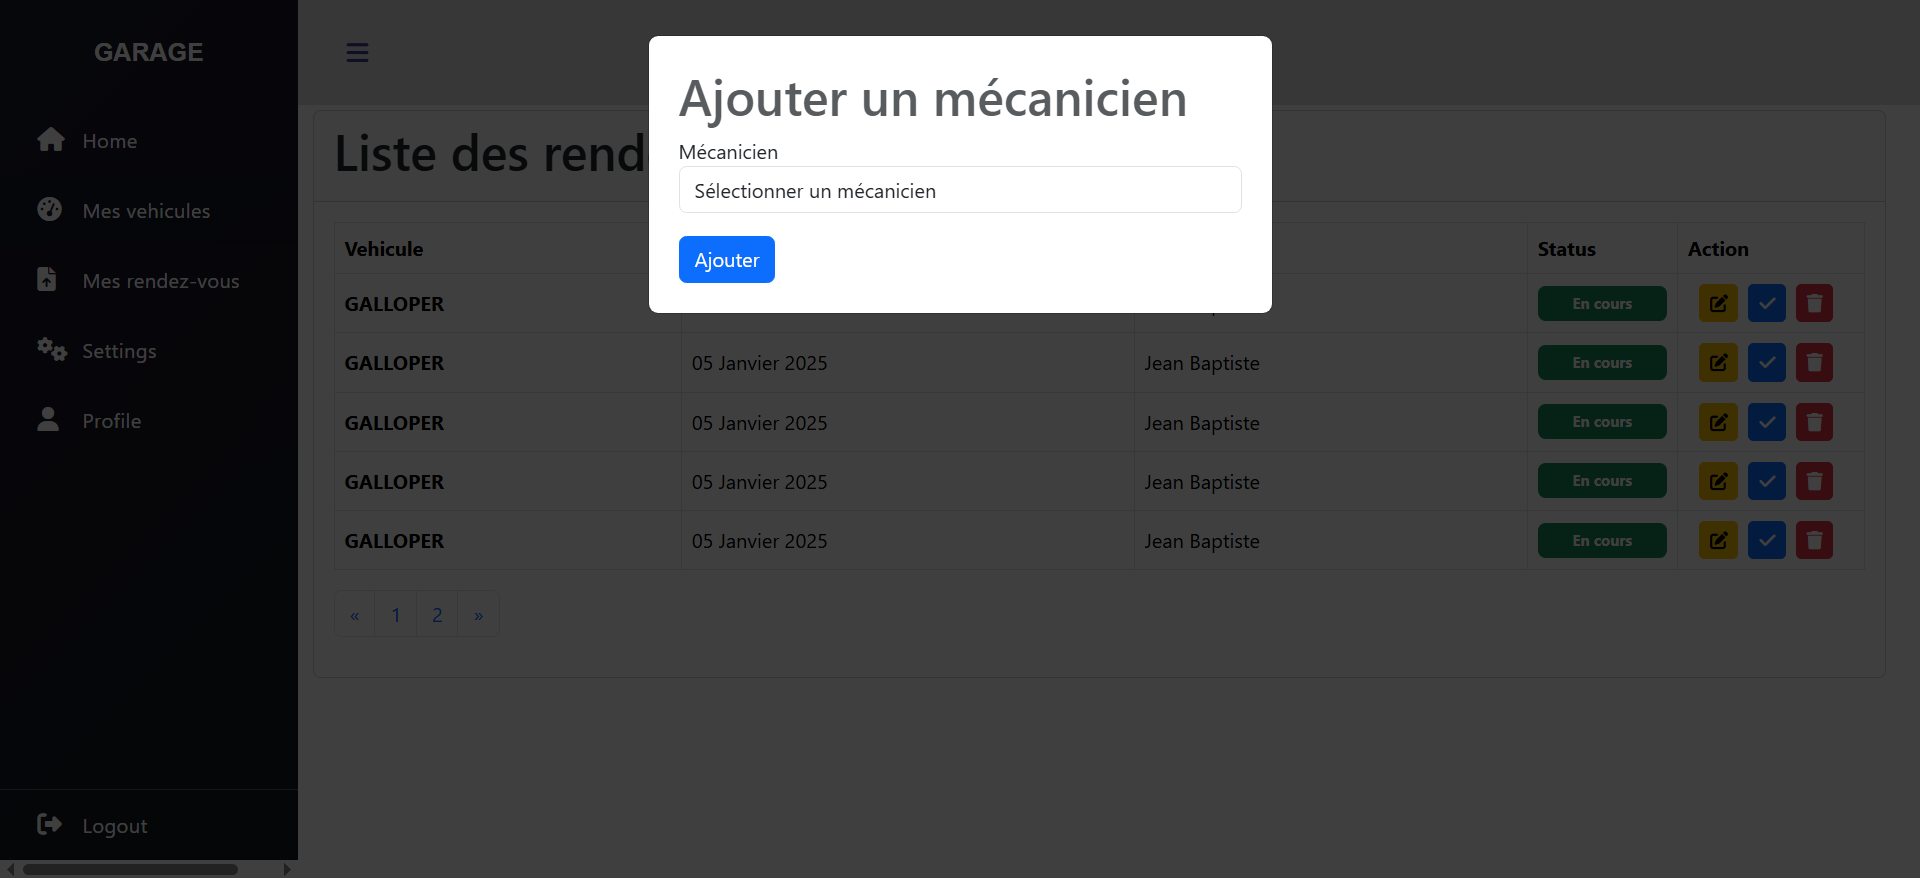 GARAGE
Home
Mes vehicules
Mes rendez-vous
Settings
Profile
Logout
Ajouter un mécanicien
Mécanicien
Sélectionner un mécanicien
Ajouter
Liste des rend
Vehicule Status Action
GALLOPER En cours
GALLOPER 05 Janvier 2025 Jean Baptiste En cours
GALLOPER 05 Janvier 2025 Jean Baptiste En cours
GALLOPER 05 Janvier 2025 Jean Baptiste En cours
GALLOPER 05 Janvier 2025 Jean Baptiste En cours
« 1 2 »